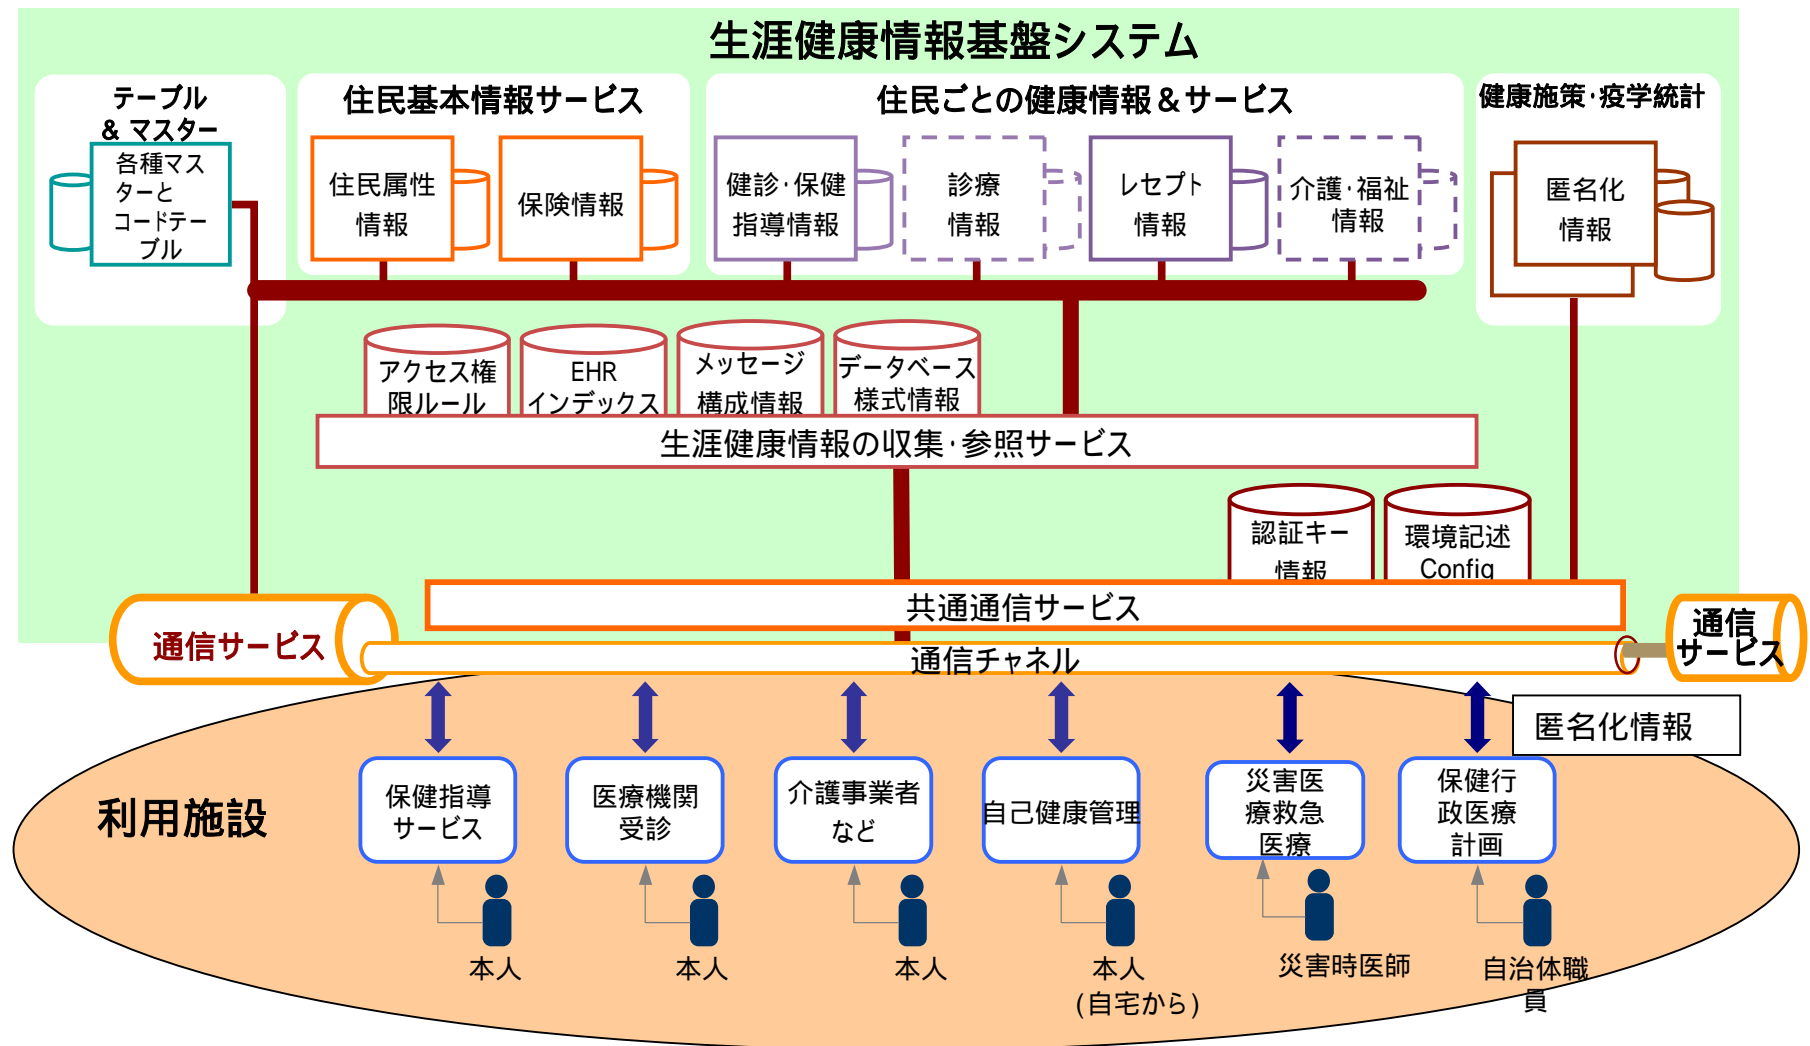 生涯健康情報基盤システム
テーブル
& マスター
各種マス
ターと
コードテー
ブル
住民基本情報サービス
住民属性
情報
保険情報
住民ごとの健康情報＆サービス
健診·保健
指導情報
診療
情報
レセプト
情報
介護·福祉
情報
健康施策·疫学統計
匿名化
情報
アクセス権
限ルール
EHR
インデックス
メッセージ
構成情報
データベース
様式情報
生涯健康情報の収集·参照サービス
認証キー
情報
環境記述
Config
共通通信サービス
通信サービス
通信チャネル
通信
サービス
匿名化情報
利用施設
保健指導
サービス
医療機関
受診
介護事業者
など
自己健康管理
災害医
療救急
医療
保健行
政医療
計画
本人
本人
本人
本人
(自宅から)
災害時医師
自治体職
員